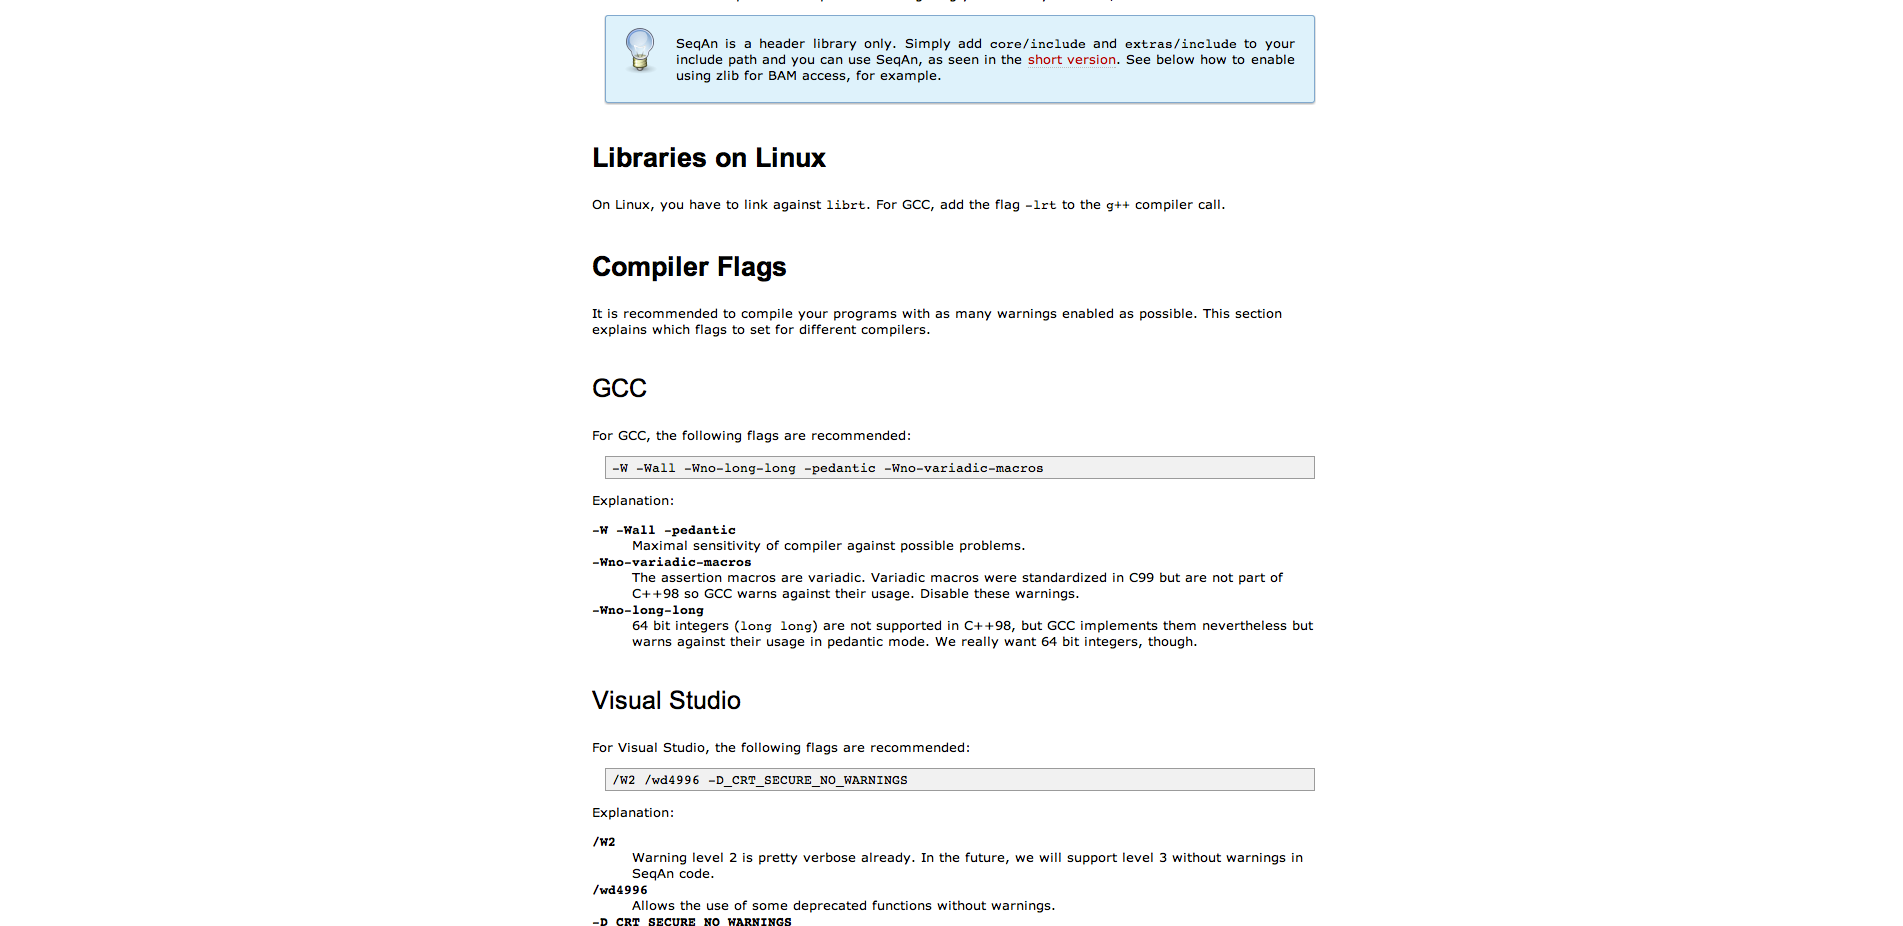 SeqAn is a header library only. Simply add core/include and extras/include to your
include path and you can use SeqAn, as seen in the short version. See below how to enable
using zlib for BAM access, for example.
Libraries on Linux
On Linux, you have to link against librt. For GCC, add the flag -lrt to the g++ compiler call.
Compiler Flags
It is recommended to compile your programs with as many warnings enabled as possible. This section
explains which flags to set for different compilers.
GCC
For GCC, the following flags are recommended:
-W -Wall -Wno-long-long -pedantic -Wno-variadic-macros
Explanation:
-W -Wall -pedantic
Maximal sensitivity of compiler against possible problems.
-Wno-variadic-macros
The assertion macros are variadic. Variadic macros were standardized in C99 but are not part of
C++98 so GCC warns against their usage. Disable these warnings.
-Wno-long-long
64 bit integers (long long) are not supported in C++98, but GCC implements them nevertheless but
warns against their usage in pedantic mode. We really want 64 bit integers, though.
Visual Studio
For Visual Studio, the following flags are recommended:
/W2 /wd4996 -D_CRT_SECURE_NO_WARNINGS
Explanation:
/W2
Warning level 2 is pretty verbose already. In the future, we will support level 3 without warnings in
SeqAn code.
/wd4996
Allows the use of some deprecated functions without warnings.
-D_CRT_SECURE_NO_WARNINGS